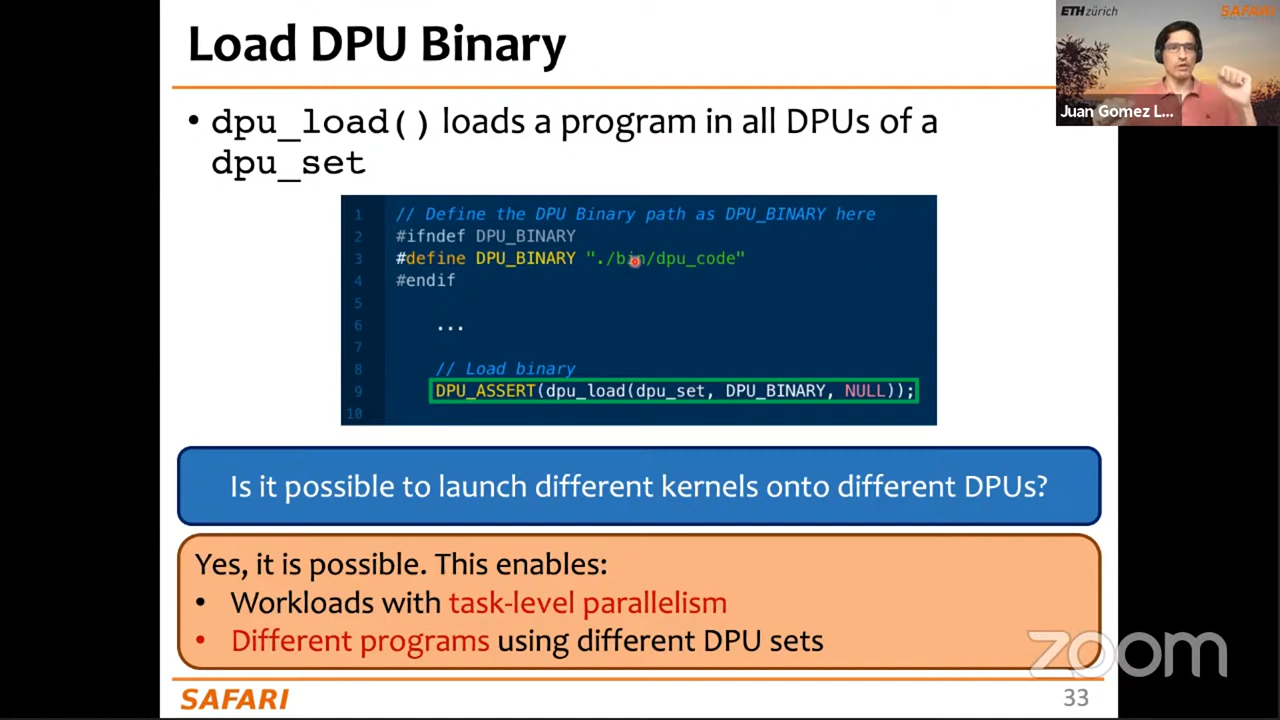 Load DPU Binary
ETHzürich
SAFARI
Juan Gomez L...
• dpu_load() loads a program in all DPUs of a
dpu_set
1 // Define the DPU Binary path as DPU_BINARY here
2 #ifndef DPU_BINARY
3 #define DPU_BINARY "./bin/dpu_code"
4 #endif
5
6 ...
7
8 // Load binary
9 DPU_ASSERT(dpu_load(dpu_set, DPU_BINARY, NULL));
10
Is it possible to launch different kernels onto different DPUs?
Yes, it is possible. This enables:
• Workloads with task-level parallelism
• Different programs using different DPU sets
zoom
SAFARI
33